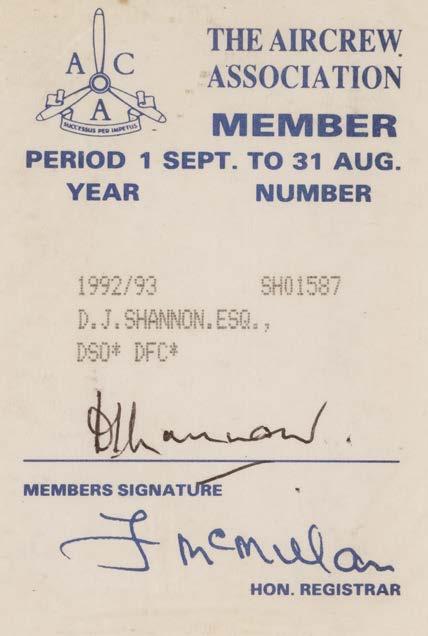 A C
A
SUCCESSUS PER IMPETUS
THE AIRCREW
ASSOCIATION
MEMBER
PERIOD 1 SEPT. TO 31 AUG.
YEAR NUMBER
1992/93 SH01587
D.J.SHANNON.ESQ.,
DSO* DFC*
DJShannon.
MEMBERS SIGNATURE
J McMillan
HON. REGISTRAR